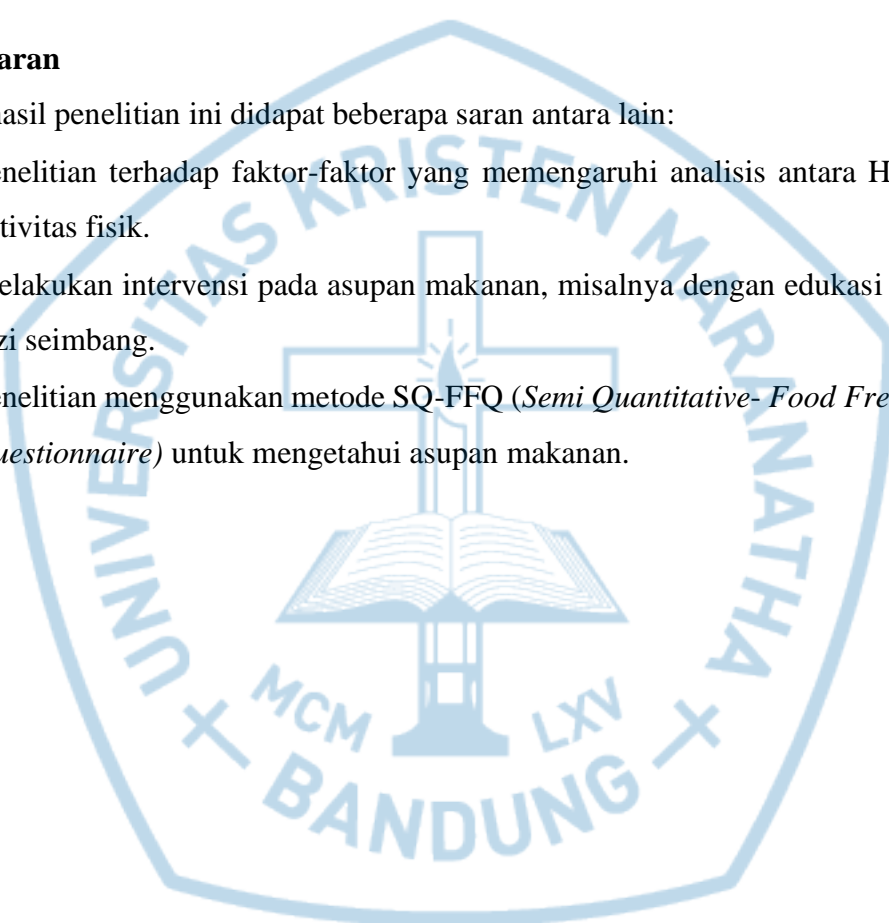 aran
asil penelitian ini didapat beberapa saran antara lain:
enelitian terhadap faktor-faktor yang memengaruhi analisis antara H
tivitas fisik.
elakukan intervensi pada asupan makanan, misalnya dengan edukasi
zi seimbang.
enelitian menggunakan metode SQ-FFQ (Semi Quantitative- Food Fre
uestionnaire) untuk mengetahui asupan makanan.
UNIVERSITAS KRISTEN MARANATHA
MCM LXV
BANDUNG